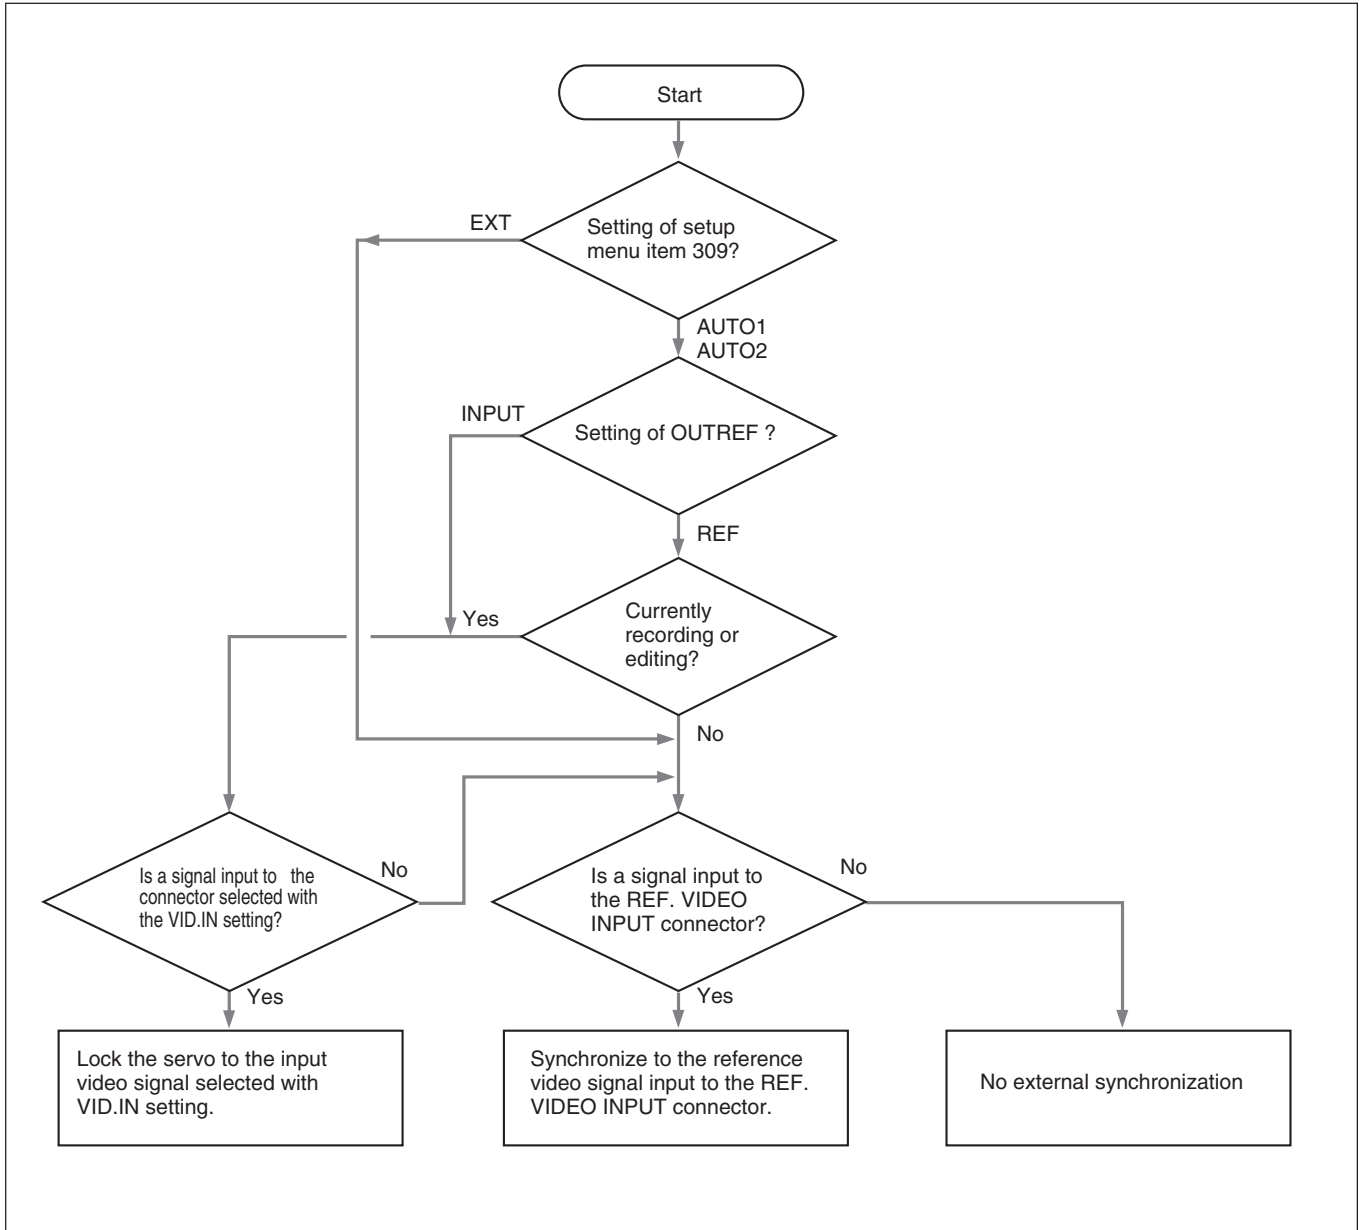 Start
EXT
Setting of setup
menu item 309?
AUTO1
AUTO2
INPUT
Setting of OUTREF ?
REF
Yes
Currently
recording or
editing?
No
Is a signal input to the
connector selected with
the VID.IN setting?
No
Is a signal input to
the REF. VIDEO
INPUT connector?
No
Yes
Yes
Lock the servo to the input
video signal selected with
VID.IN setting.
Synchronize to the reference
video signal input to the REF.
VIDEO INPUT connector.
No external synchronization